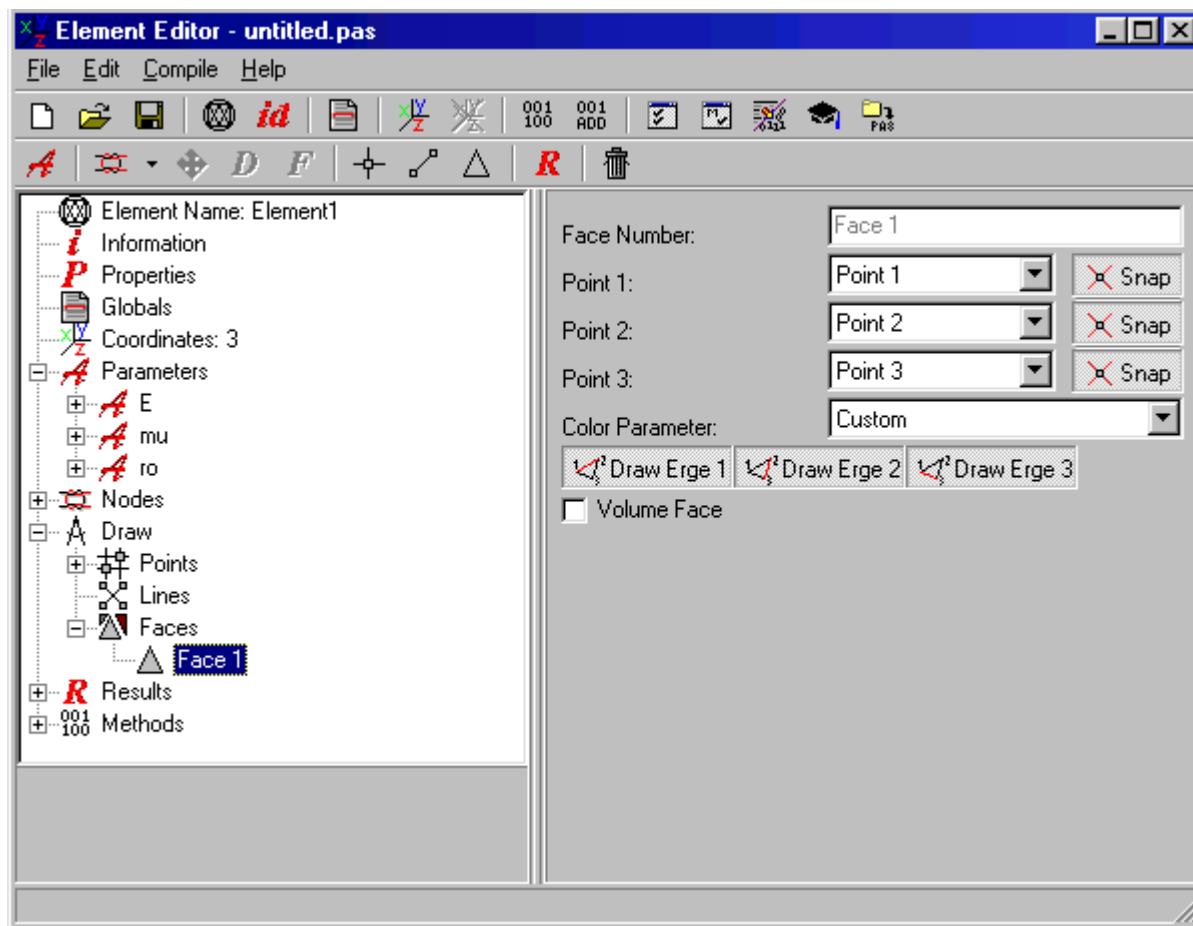 Element Editor - untitled.pas
File Edit Compile Help
id 001 100 001 ADD PAS
A D F R
Element Name: Element1
Information
Properties
Globals
Coordinates: 3
Parameters
E
mu
ro
Nodes
Draw
Points
Lines
Faces
Face 1
Results
Methods
Face Number: Face 1
Point 1: Point 1 Snap
Point 2: Point 2 Snap
Point 3: Point 3 Snap
Color Parameter: Custom
Draw Erge 1 Draw Erge 2 Draw Erge 3
Volume Face